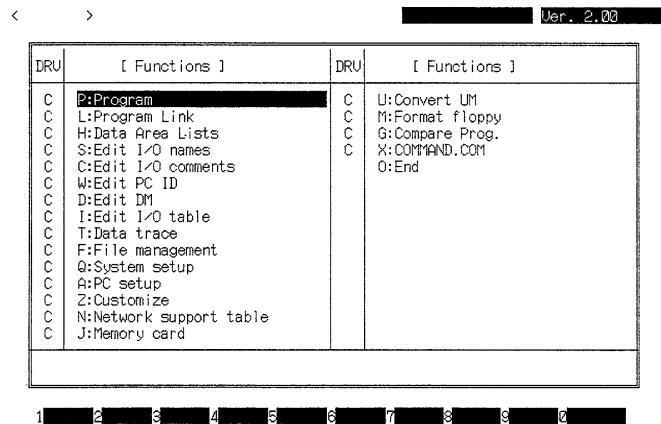 < >
Ver. 2.00
DRV [ Functions ] DRV [ Functions ]
C P:Program C U:Convert UM
C L:Program Link C M:Format floppy
C H:Data Area Lists C G:Compare Prog.
C S:Edit I/O names C X:COMMAND.COM
C C:Edit I/O comments O:End
C W:Edit PC ID
C D:Edit DM
C I:Edit I/O table
C T:Data trace
C F:File management
C Q:System setup
C A:PC setup
C Z:Customize
C N:Network support table
C J:Memory card
1 2 3 4 5 6 7 8 9 0